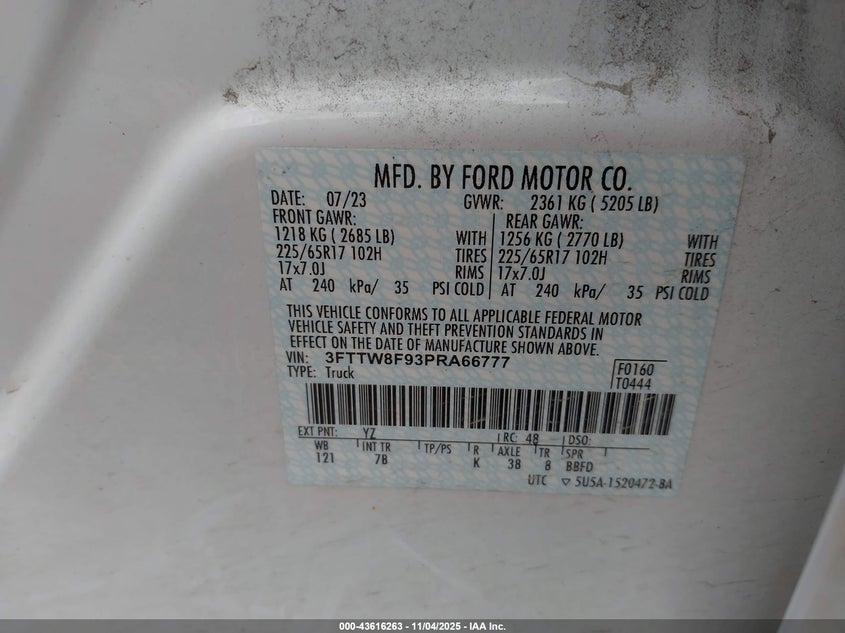 MFD. BY FORD MOTOR CO.
DATE: 07/23 GVWR: 2361 KG ( 5205 LB)
FRONT GAWR: REAR GAWR:
1218 KG ( 2685 LB) WITH 1256 KG ( 2770 LB) WITH
225/65R17 102H TIRES 225/65R17 102H TIRES
17x7.0J RIMS 17x7.0J RIMS
AT 240 kPa/ 35 PSI COLD AT 240 kPa/ 35 PSI COLD
THIS VEHICLE CONFORMS TO ALL APPLICABLE FEDERAL MOTOR
VEHICLE SAFETY AND THEFT PREVENTION STANDARDS IN
EFFECT ON THE DATE OF MANUFACTURE SHOWN ABOVE.
VIN: 3FTTW8F93PRA66777
TYPE: Truck
F0160
T0444
EXT PNT: YZ RC: 48 DSO:
WB INT TR TP/PS R AXLE TR SPR
121 7B K 38 8 BBFD
UTC ▽ 5U5A-1520472-BA
000-43616263 - 11/04/2025 - IAA Inc.